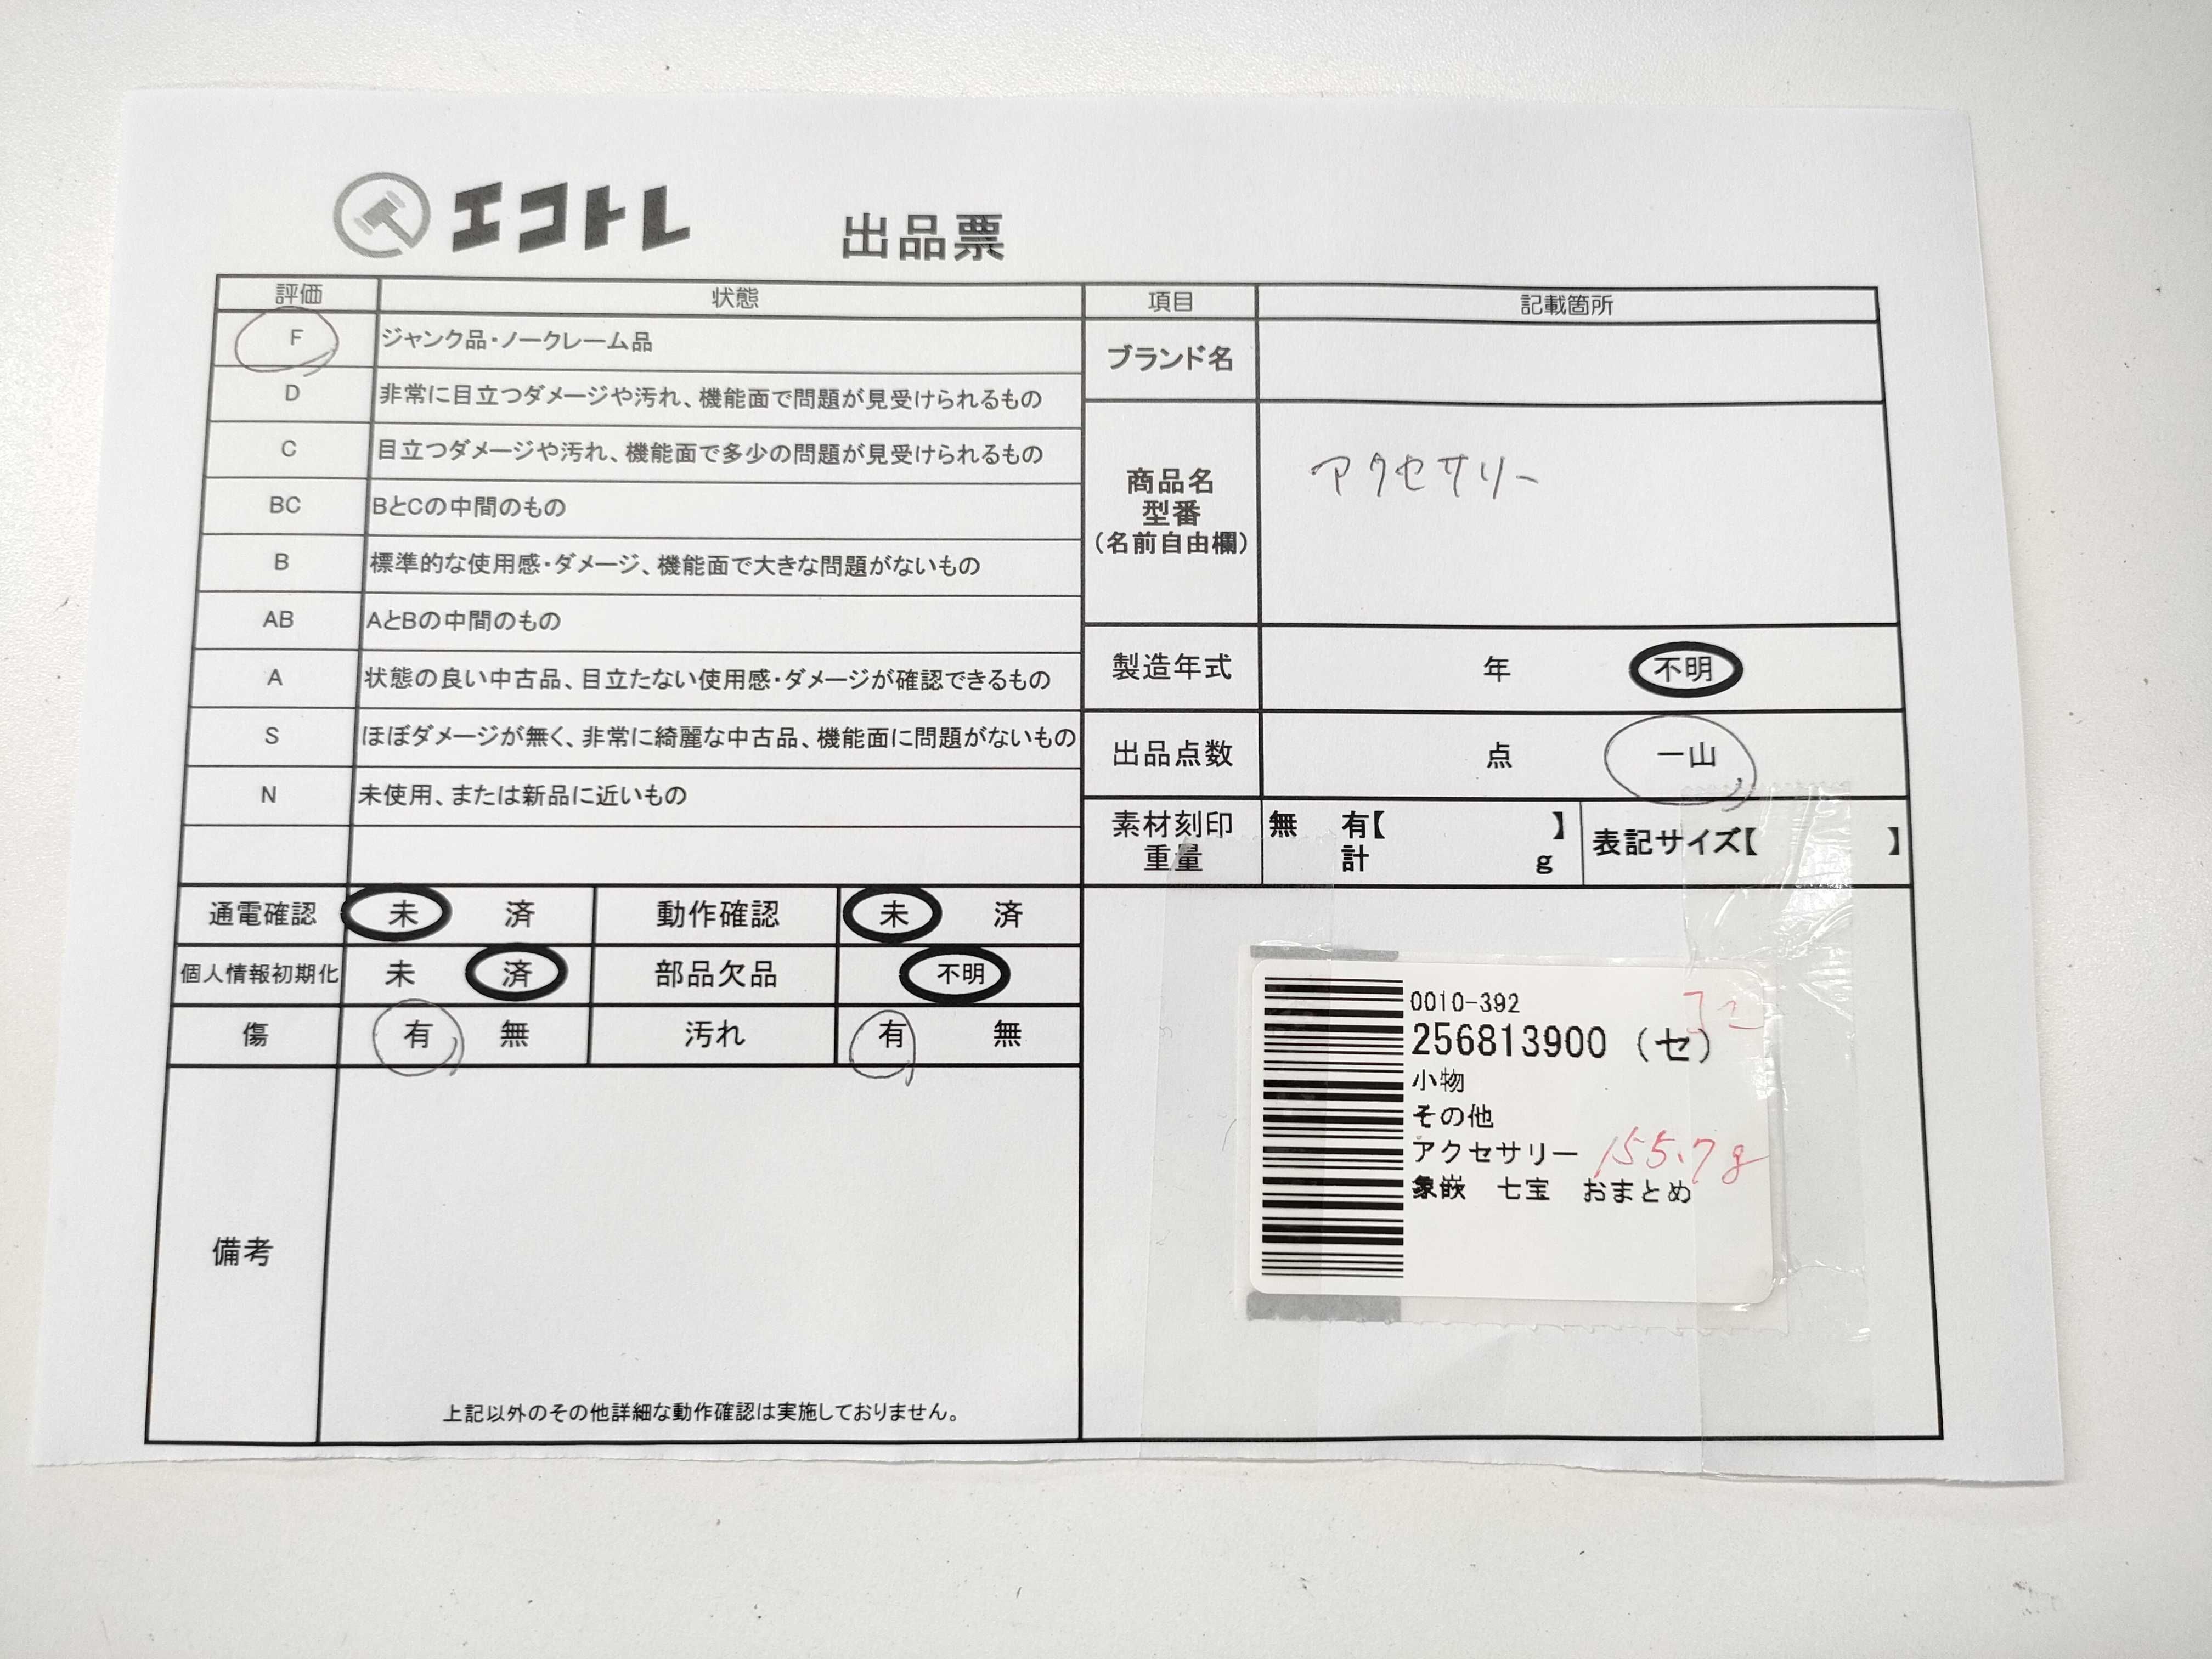 エコトレ 出品票
評価 状態 項目 記載箇所
F ジャンク品・ノークレーム品
D 非常に目立つダメージや汚れ、機能面で問題が見受けられるもの
C 目立つダメージや汚れ、機能面で多少の問題が見受けられるもの
BC BとCの中間のもの
B 標準的な使用感・ダメージ、機能面で大きな問題がないもの
AB AとBの中間のもの
A 状態の良い中古品、目立たない使用感・ダメージが確認できるもの
S ほぼダメージが無く、非常に綺麗な中古品、機能面に問題がないもの
N 未使用、または新品に近いもの
ブランド名
商品名
型番
(名前自由欄)
アクセサリー
製造年式 年 不明
出品点数 点 一山
素材刻印 無 有【 】
重量 計 g
表記サイズ【 】
通電確認 未 済 動作確認 未 済
個人情報初期化 未 済 部品欠品 不明
傷 有 無 汚れ 有 無
備考
上記以外のその他詳細な動作確認は実施しておりません。
0010-392
256813900 (セ)
小物
その他
アクセサリー 155.7g
象嵌 七宝 おまとめ